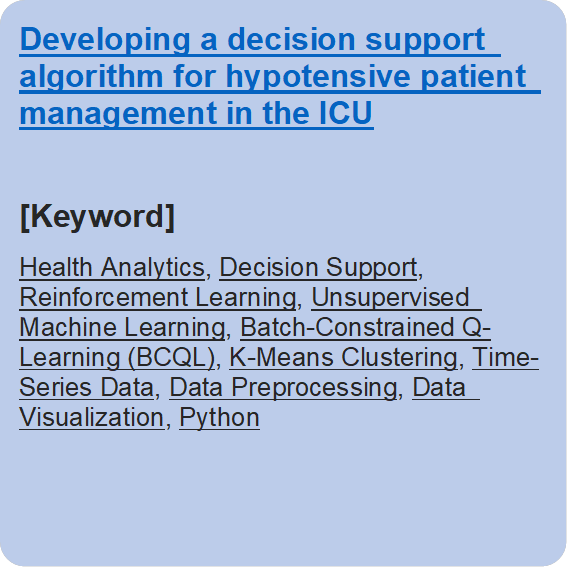 Developing a decision support
algorithm for hypotensive patient
management in the ICU
[Keyword]
Health Analytics, Decision Support,
Reinforcement Learning, Unsupervised
Machine Learning, Batch-Constrained Q-
Learning (BCQL), K-Means Clustering, Time-
Series Data, Data Preprocessing, Data
Visualization, Python